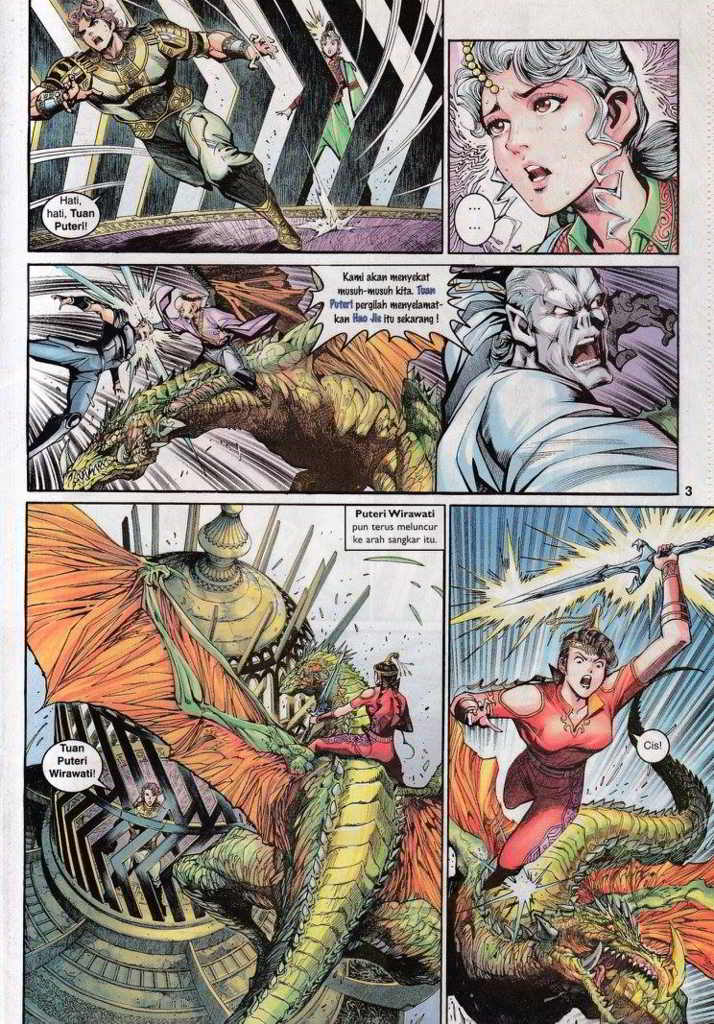 Hati,
hati, Tuan
Puteri!
...
...
Kami akan menyekat
musuh-musuh kita. Tuan
Puteri pergilah menyelamat-
kan Hao Jie itu sekarang !
3
Puteri Wirawati
pun terus meluncur
ke arah sangkar itu.
Tuan
Puteri
Wirawati!
Cis!